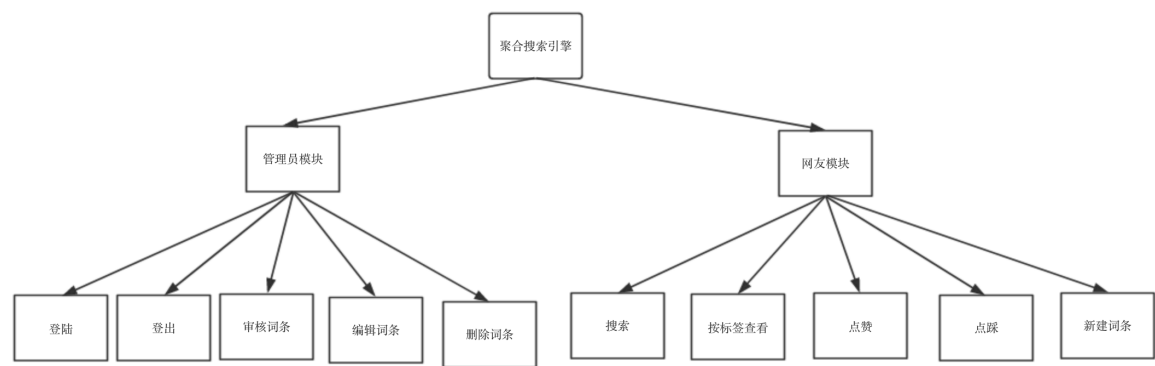 聚合搜索引擎
管理员模块
网友模块
登陆
登出
审核词条
编辑词条
删除词条
搜索
按标签查看
点赞
点踩
新建词条